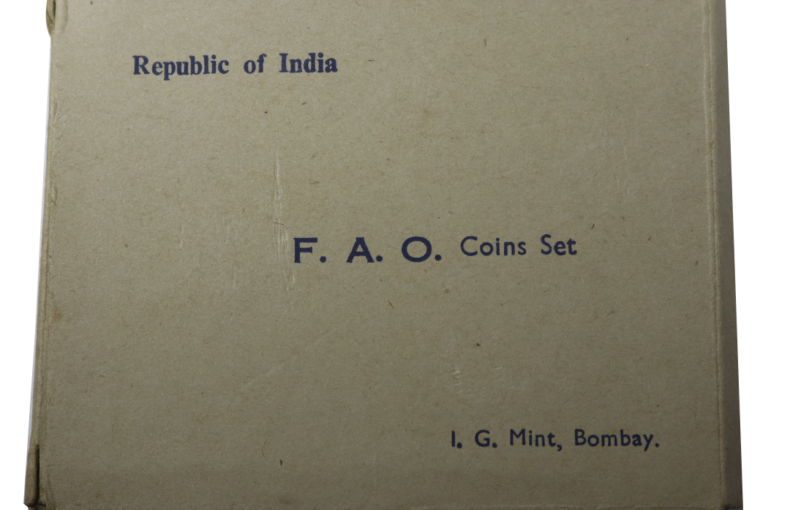 Republic of India
F. A. O. Coins Set
I. G. Mint, Bombay.